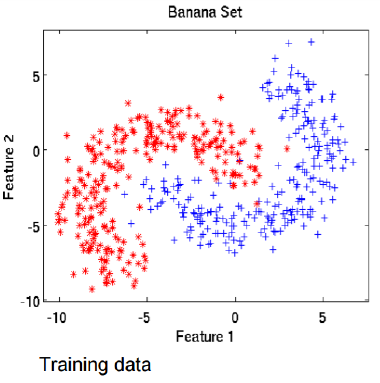 Banana Set
5
0
-5
-10
Feature 2
-10 -5 0 5
Feature 1
Training data